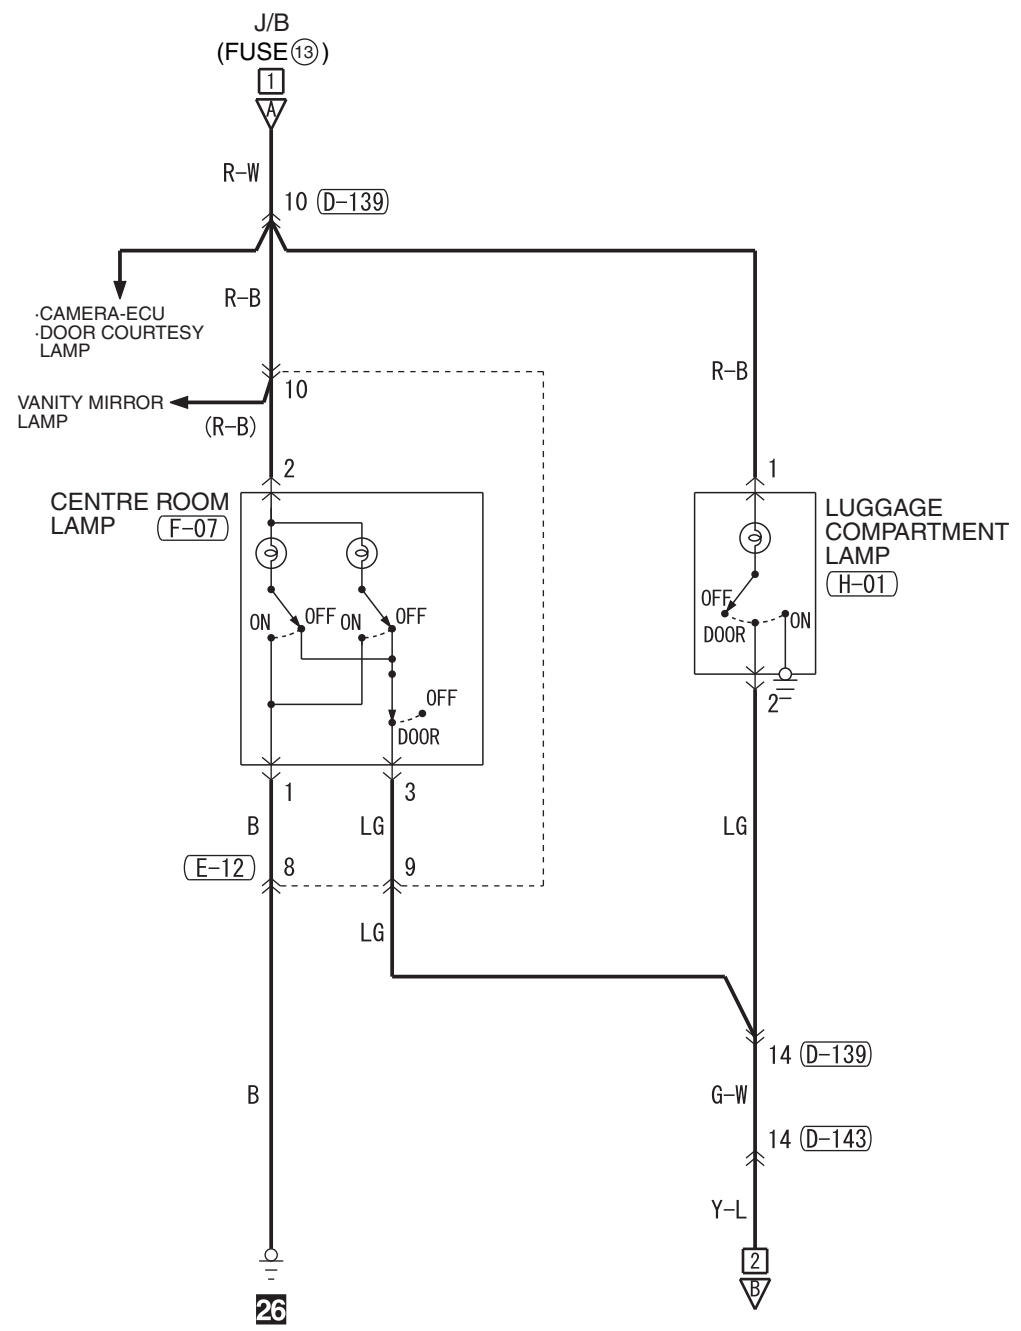 J/B
(FUSE⑬)
1
A
R-W
10 (D-139)
R-B
·CAMERA-ECU
·DOOR COURTESY
LAMP
R-B
10
VANITY MIRROR
LAMP
(R-B)
2
1
CENTRE ROOM
LAMP
F-07
LUGGAGE
COMPARTMENT
LAMP
H-01
ON
OFF
ON
OFF
OFF
DOOR
OFF
DOOR
ON
2
1
3
B
LG
LG
E-12
8
9
LG
14 D-139
B
G-W
14 D-143
Y-L
2
B
26